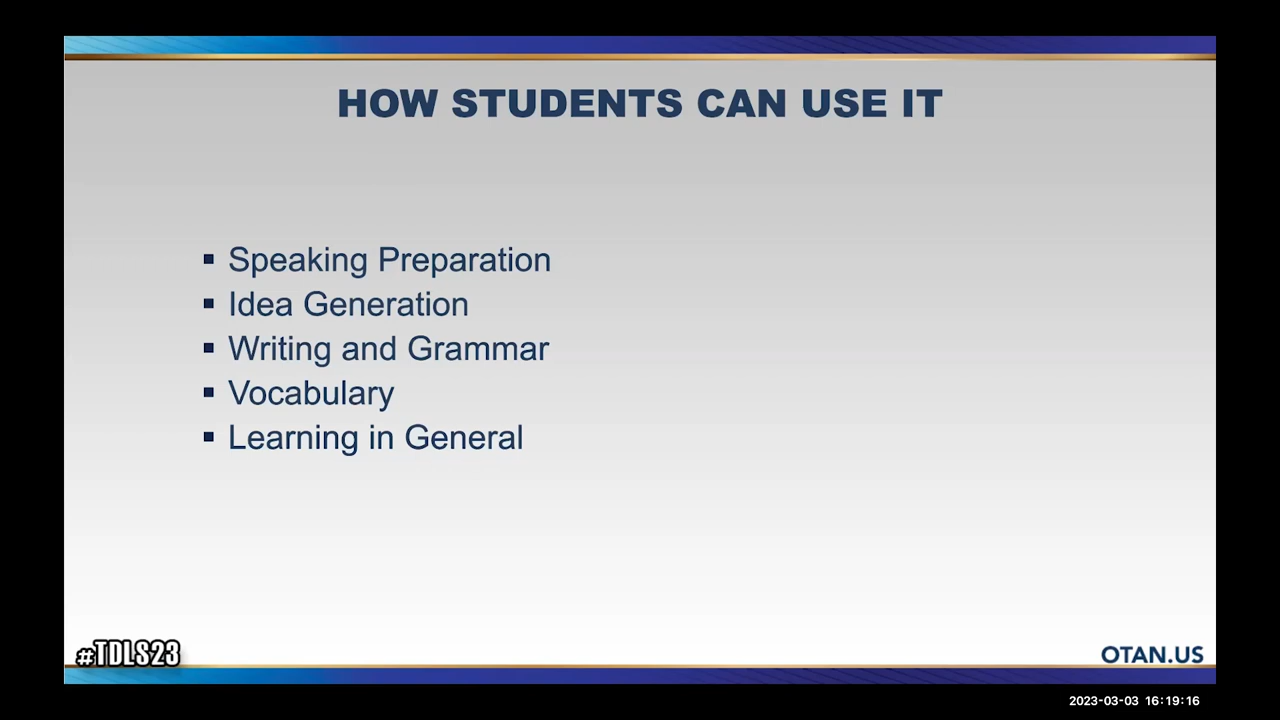 HOW STUDENTS CAN USE IT
▪ Speaking Preparation
▪ Idea Generation
▪ Writing and Grammar
▪ Vocabulary
▪ Learning in General
#TDLS23
OTAN.US
2023-03-03 16:19:16